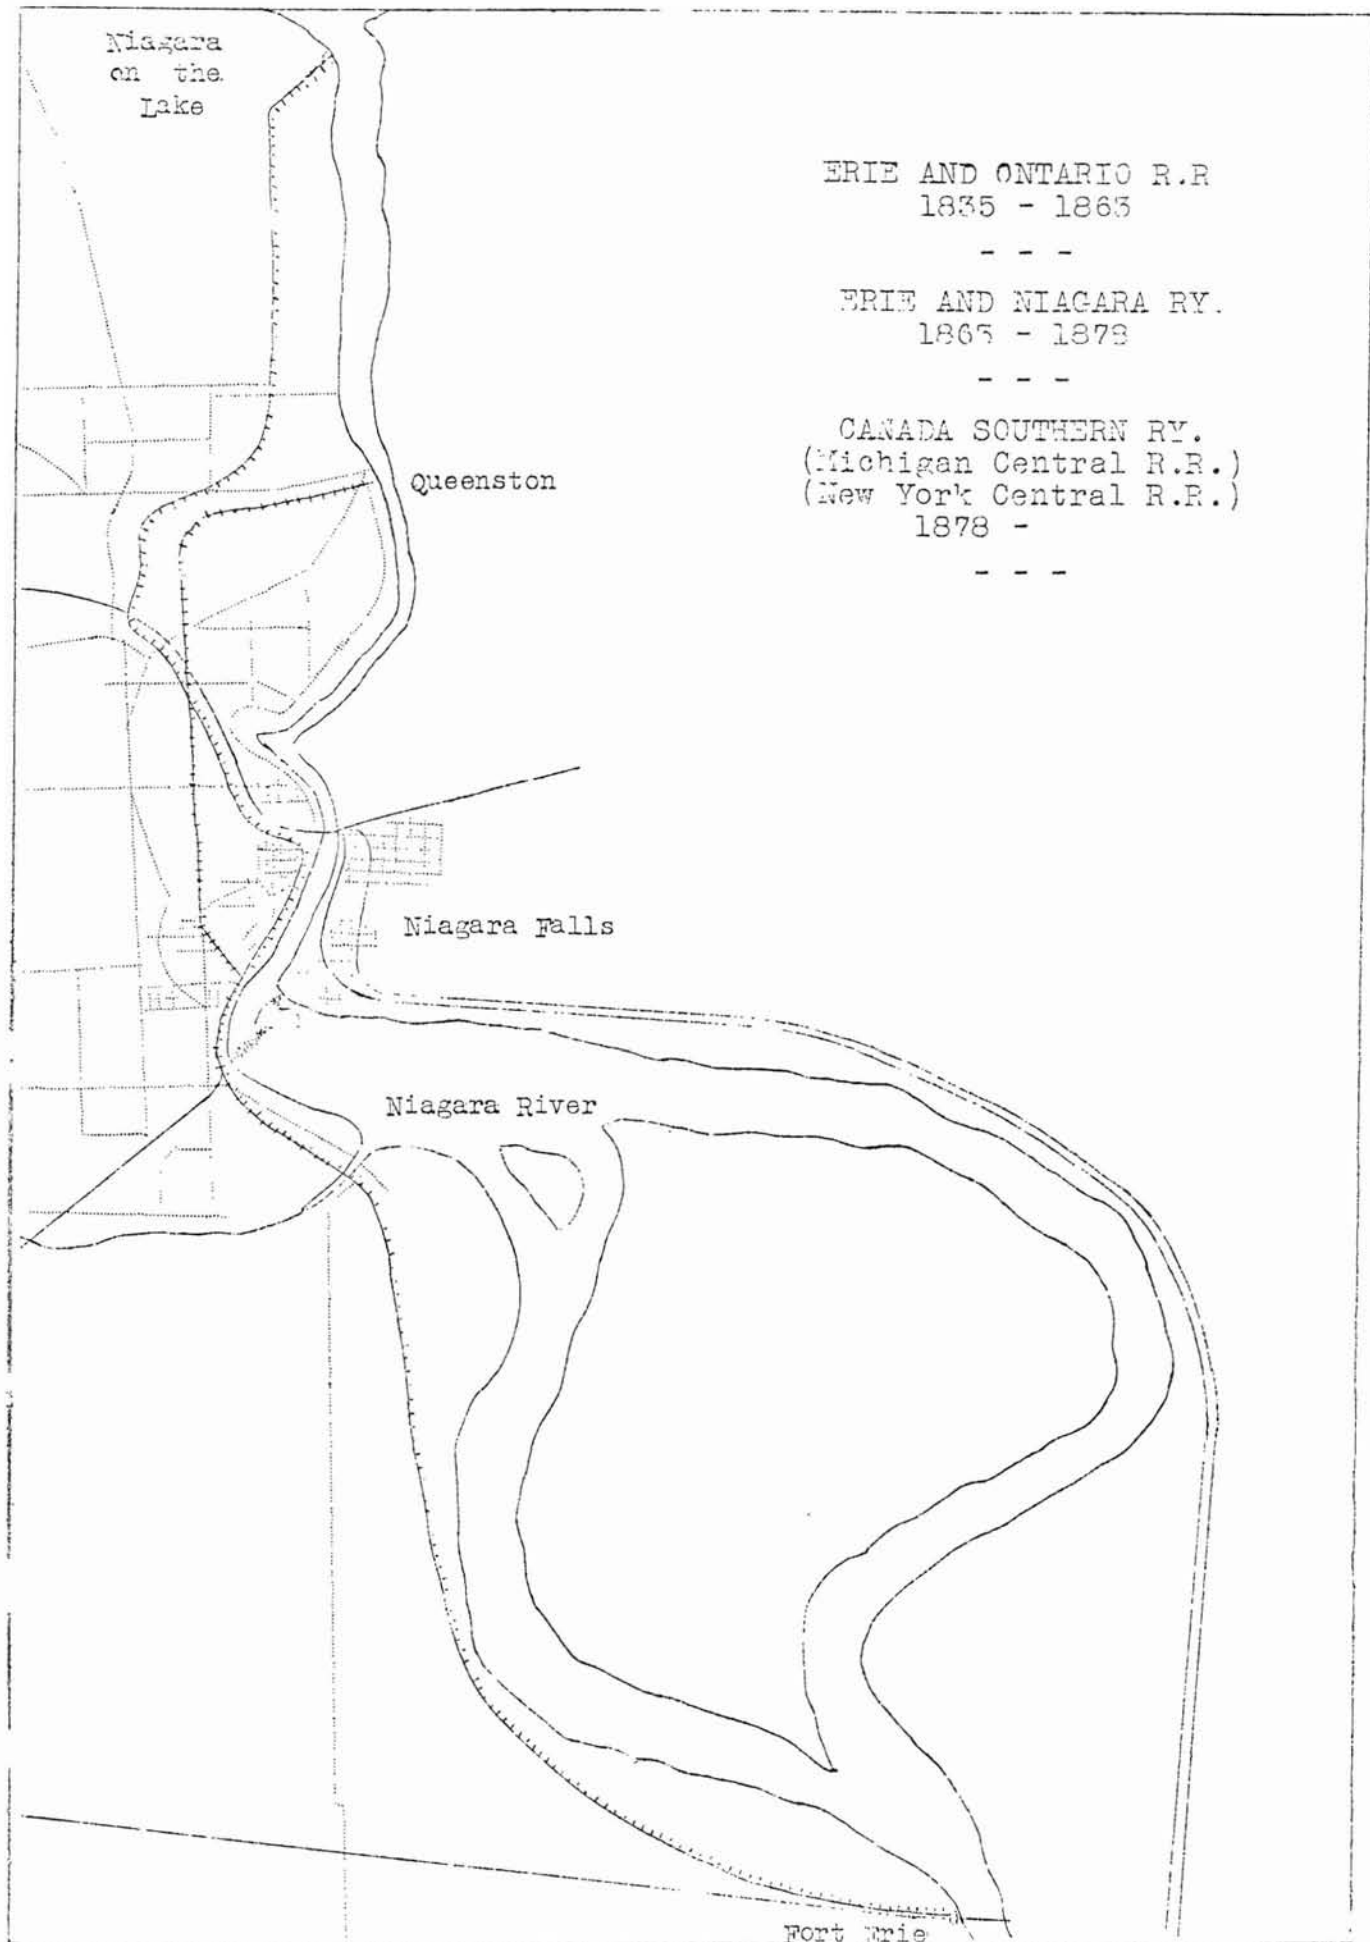 Niagara
on the
Lake
ERIE AND ONTARIO R.R
1835 - 1863
- - -
ERIE AND NIAGARA RY.
1863 - 1878
- - -
CANADA SOUTHERN RY.
(Michigan Central R.R.)
(New York Central R.R.)
1878 -
- - -
Queenston
Niagara Falls
Niagara River
Fort Erie